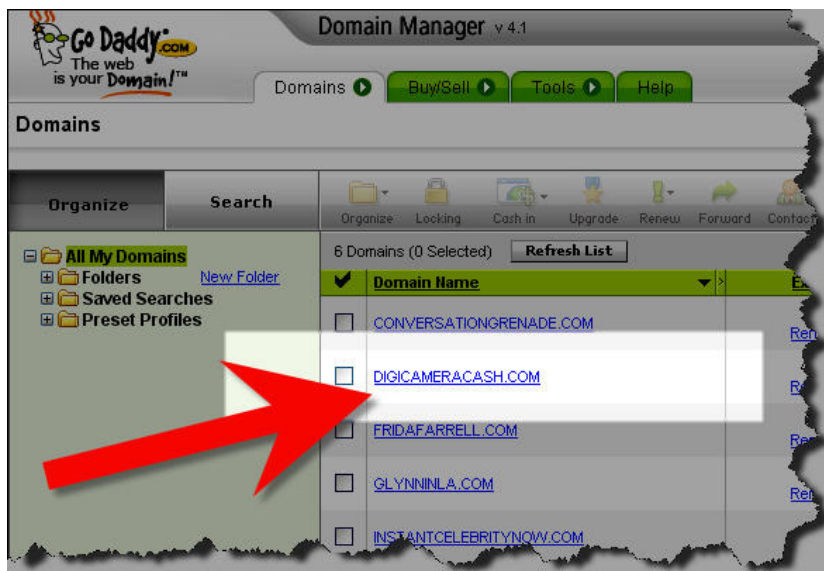 Go Daddy.COM
The web
is your Domain!™
Domain Manager v 4.1
Domains Buy/Sell Tools Help
Domains
Organize Search
Organize Locking Cash in Upgrade Renew Forward Contact
6 Domains (0 Selected) Refresh List
All My Domains
Folders New Folder
Saved Searches
Preset Profiles
Domain Name
CONVERSATIONGRENADE.COM
DIGICAMERACASH.COM
FRIDAFARRELL.COM
GLYNNINLA.COM
INSTANTCELEBRITYNOW.COM